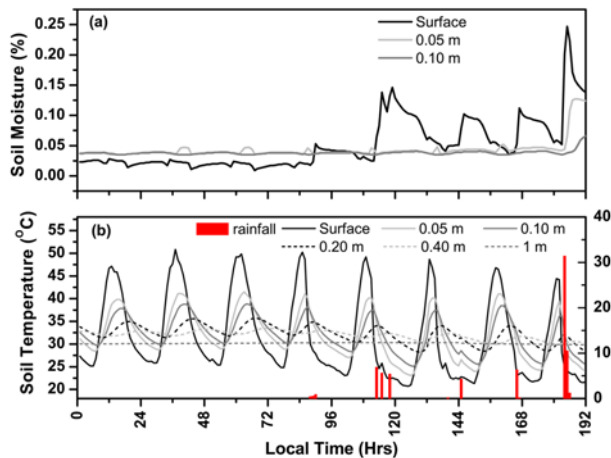 (a)
Surface
0.05 m
0.10 m
Soil Moisture (%)
0.25
0.20
0.15
0.10
0.05
0.00
(b)
rainfall
Surface
0.05 m
0.10 m
0.20 m
0.40 m
1 m
Soil Temperature (°C)
55
50
45
40
35
30
25
20
40
30
20
10
0
0
24
48
72
96
120
144
168
192
Local Time (Hrs)